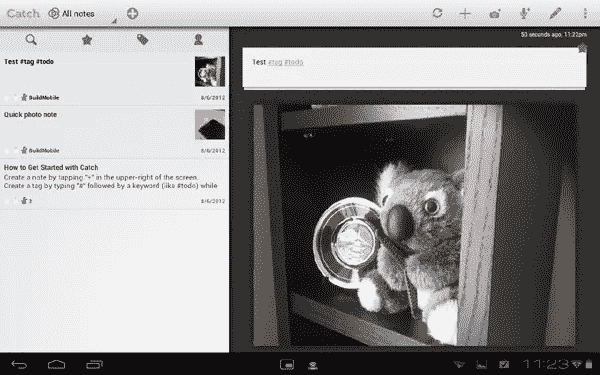 Catch All notes
53 seconds ago, 11:22pm
Test #tag #todo
BuildMobile 8/6/2012
Quick photo note
BuildMobile 8/6/2012
How to Get Started with Catch
Create a note by tapping "+" in the upper-right of the screen.
Create a tag by typing "#" followed by a keyword (like #todo) while
3 8/6/2012
Test #tag #todo
11:23